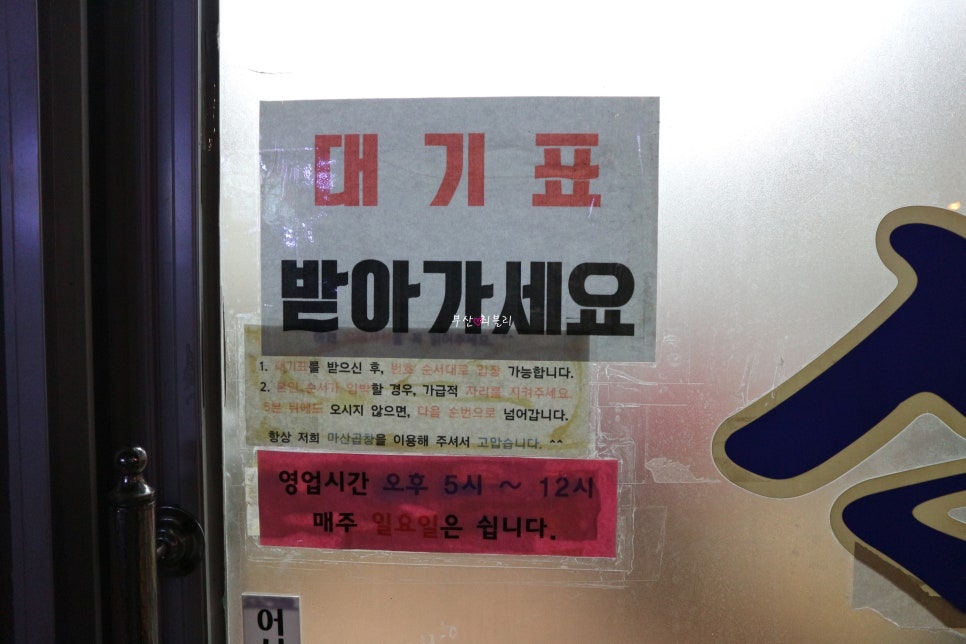 대기표
받아가세요
부산 최블리
1. 대기표를 받으신 후, 번호 순서대로 입장 가능합니다.
2. 본인 순서가 임박할 경우, 가급적 자리를 지켜주세요.
5분 뒤에도 오시지 않으면, 다음 순번으로 넘어갑니다.
항상 저희 마산곱창을 이용해 주셔서 고맙습니다. ^^
영업시간 오후 5시 ~ 12시
매주 일요일은 쉽니다.
어